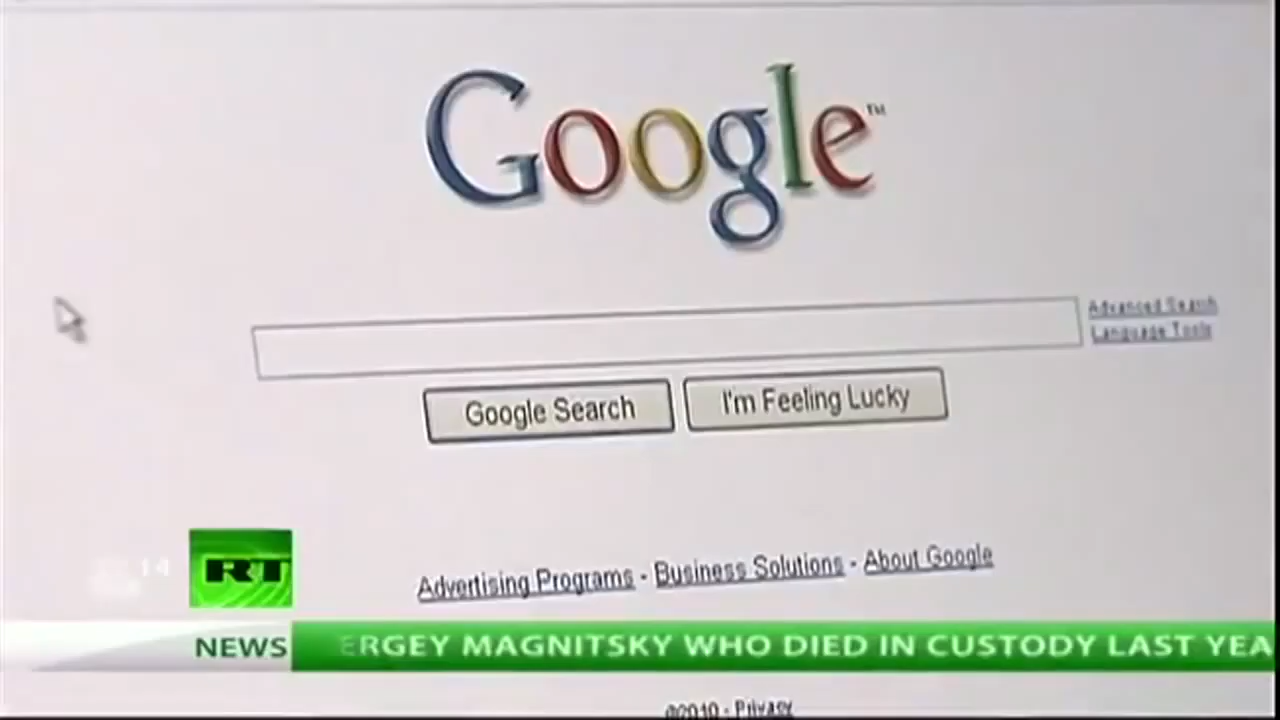 Google™
Advanced Search
Language Tools
Google Search
I'm Feeling Lucky
Advertising Programs - Business Solutions - About Google
14
RT
NEWS
ERGEY MAGNITSKY WHO DIED IN CUSTODY LAST YEA
©2010 - Privacy